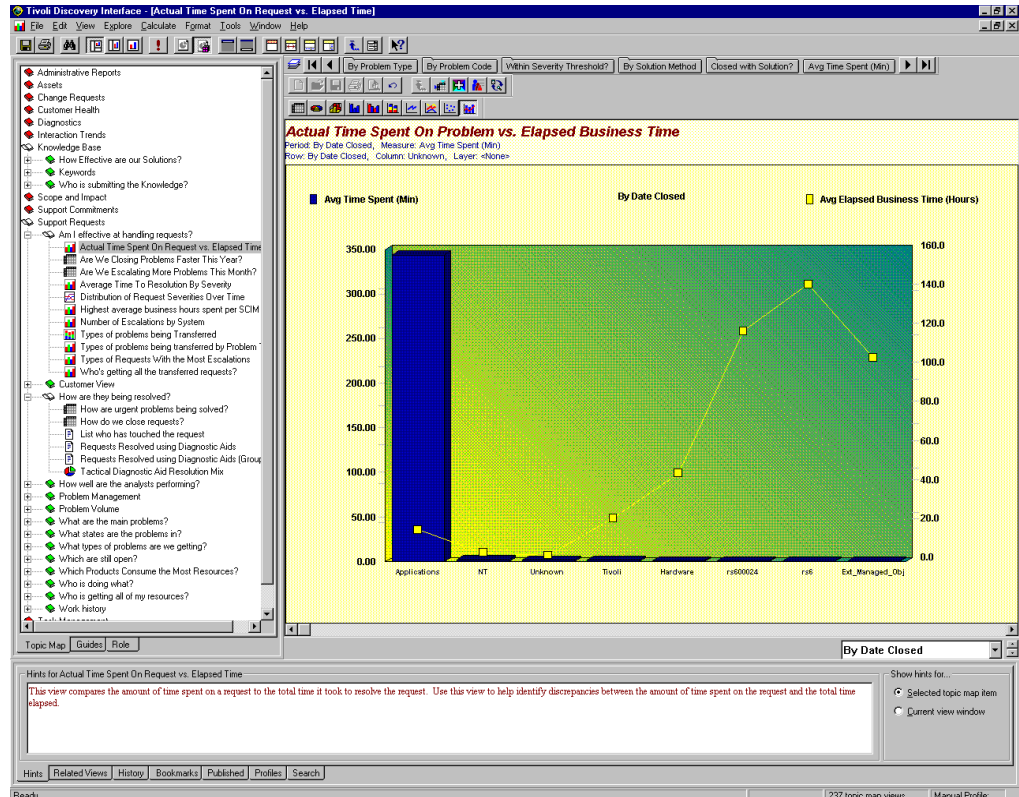 Tivoli Discovery Interface - [Actual Time Spent On Request vs. Elapsed Time]
File Edit View Explore Calculate Format Tools Window Help
Administrative Reports
Assets
Change Requests
Customer Health
Diagnostics
Interaction Trends
Knowledge Base
How Effective are our Solutions?
Keywords
Who is submitting the Knowledge?
Scope and Impact
Support Commitments
Support Requests
Am I effective at handling requests?
Actual Time Spent On Request vs. Elapsed Time
Are We Closing Problems Faster This Year?
Are We Escalating More Problems This Month?
Average Time To Resolution By Severity
Distribution of Request Severities Over Time
Highest average business hours spent per SCIM
Number of Escalations by System
Types of problems being Transferred
Types of problems being transferred by Problem
Types of Requests With the Most Escalations
Who's getting all the transferred requests?
Customer View
How are they being resolved?
How are urgent problems being solved?
How do we close requests?
List who has touched the request
Requests Resolved using Diagnostic Aids
Requests Resolved using Diagnostic Aids (Group
Tactical Diagnostic Aid Resolution Mix
How well are the analysts performing?
Problem Management
Problem Volume
What are the main problems?
What states are the problems in?
What types of problems are we getting?
Which are still open?
Which Products Consume the Most Resources?
Who is doing what?
Who is getting all of my resources?
Work history
Task Management
Topic Map Guides Role
By Problem Type By Problem Code Within Severity Threshold? By Solution Method Closed with Solution? Avg Time Spent (Min)
Actual Time Spent On Problem vs. Elapsed Business Time
Period: By Date Closed, Measure: Avg Time Spent (Min)
Row: By Date Closed, Column: Unknown, Layer: <None>
Avg Time Spent (Min) By Date Closed Avg Elapsed Business Time (Hours)
350.00
300.00
250.00
200.00
150.00
100.00
50.00
0.00
160.0
140.0
120.0
100.0
80.0
60.0
40.0
20.0
0.0
Applications NT Unknown Tivoli Hardware rs600024 rs6 Ext_Managed_Obj
By Date Closed
Hints for Actual Time Spent On Request vs. Elapsed Time
This view compares the amount of time spent on a request to the total time it took to resolve the request. Use this view to help identify discrepancies between the amount of time spent on the request and the total time
elapsed.
Show hints for...
Selected topic map item
Current view window
Hints Related Views History Bookmarks Published Profiles Search
Ready 237 topic map views Manual Profile: